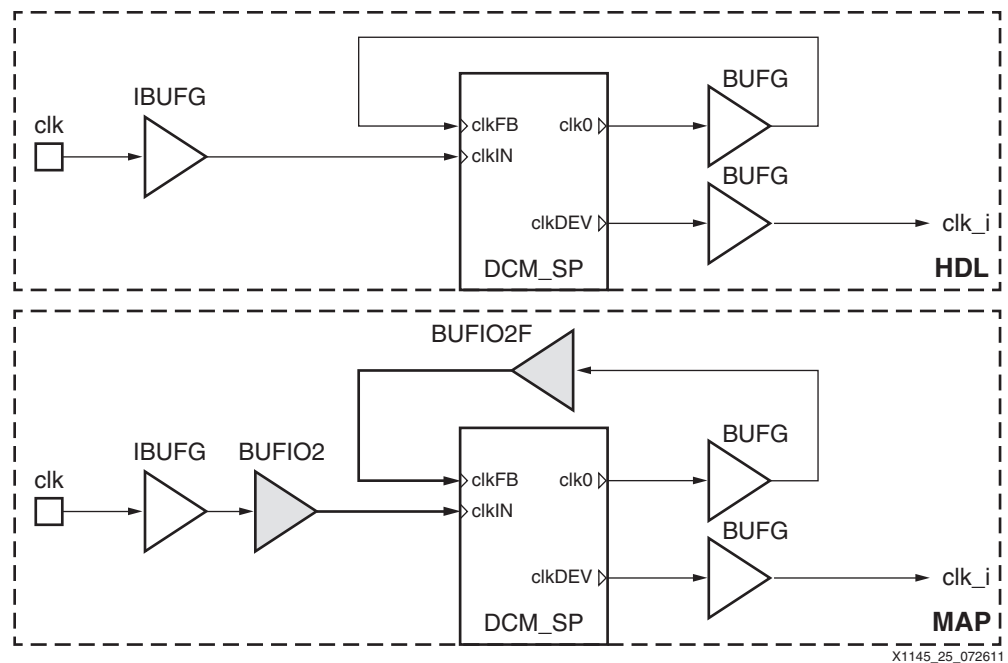 BUFG
IBUFG
clk
clkFB clk0
clkIN
BUFG
clkDEV clk_i
DCM_SP HDL
BUFIO2F
BUFG
IBUFG BUFIO2
clk
clkFB clk0
clkIN
BUFG
clkDEV clk_i
DCM_SP MAP
X1145_25_072611